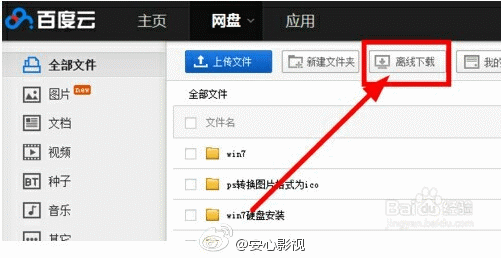 百度云 主页 网盘 应用
全部文件 上传文件 新建文件夹 离线下载 我的
图片 new
全部文件
文档
文件名
视频
win7
BT 种子
ps转换图片格式为ico
音乐
win7硬盘安装
Bai 经验
其它
@安心影视